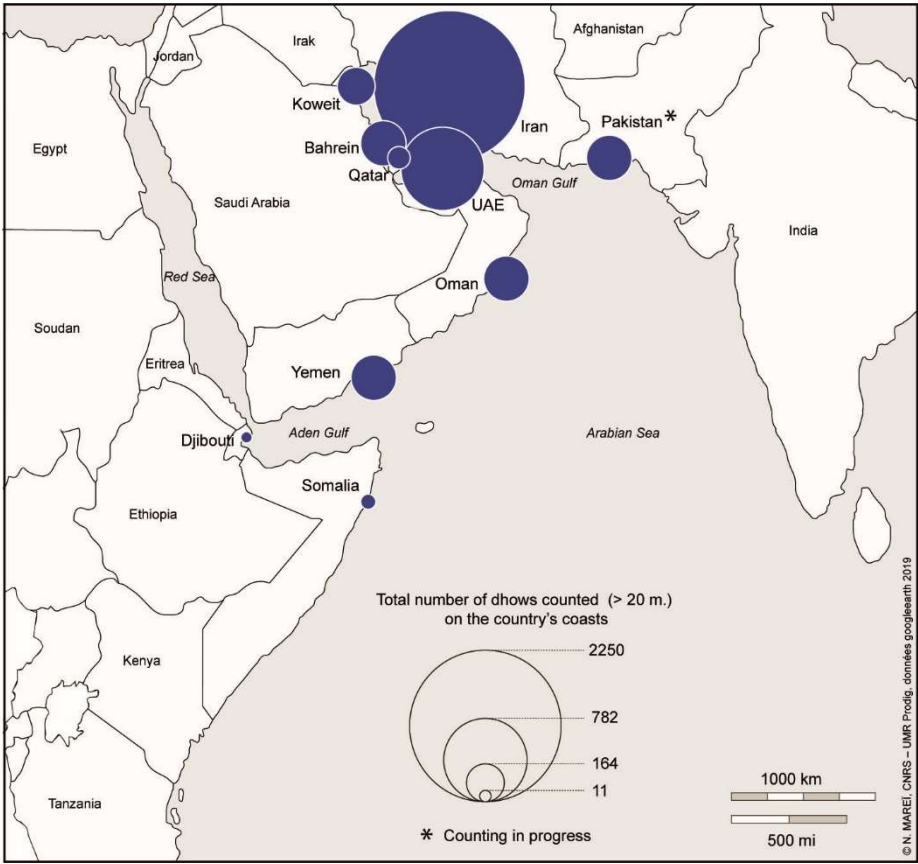 Jordan
Irak
Afghanistan
Koweit
Iran
Pakistan *
Egypt
Bahrein
Qatar
Oman Gulf
Saudi Arabia
UAE
India
Red Sea
Oman
Soudan
Eritrea
Yemen
Djibouti
Aden Gulf
Arabian Sea
Somalia
Ethiopia
Kenya
Tanzania
Total number of dhows counted (> 20 m.)
on the country's coasts
2250
782
164
11
* Counting in progress
1000 km
500 mi
© N. MAREÏ, CNRS – UMR Prodig, données googleearth 2019